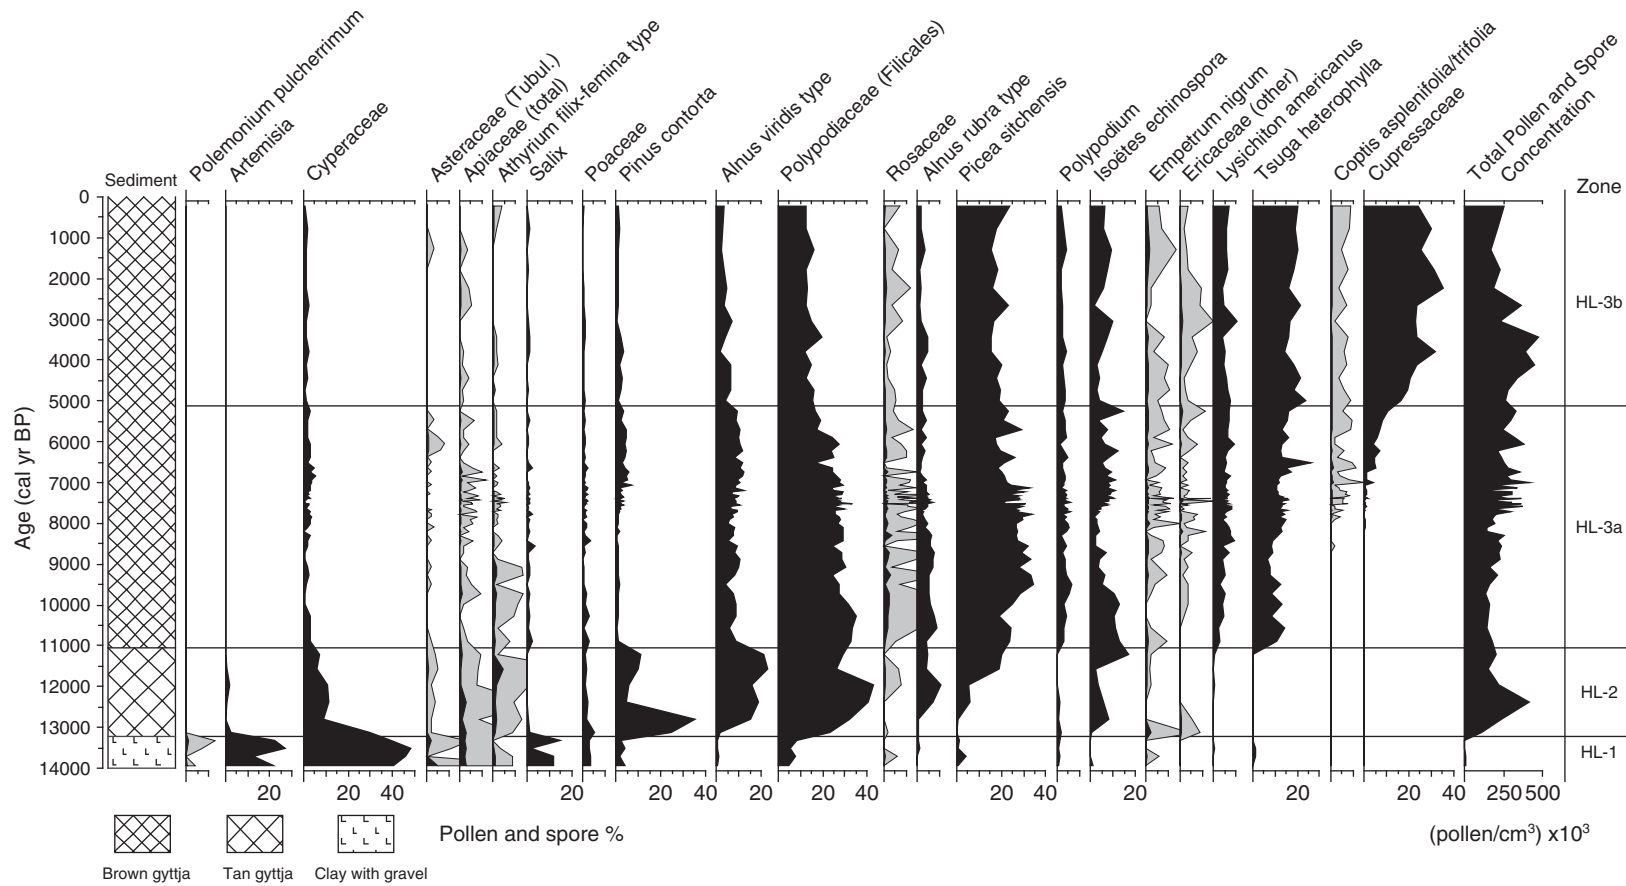 Polemonium pulcherrimum
Artemisia
Cyperaceae
Asteraceae (Tubul.)
Apiaceae (total)
Athyrium filix-femina type
Salix
Poaceae
Pinus contorta
Alnus viridis type
Polypodiaceae (Filicales)
Rosaceae
Alnus rubra type
Picea sitchensis
Polypodium
Isoëtes echinospora
Empetrum nigrum
Ericaceae (other)
Lysichiton americanus
Tsuga heterophylla
Coptis asplenifolia/trifolia
Cupressaceae
Total Pollen and Spore
Concentration
Sediment
Zone
Age (cal yr BP)
0
1000
2000
3000
4000
5000
6000
7000
8000
9000
10000
11000
12000
13000
14000
HL-3b
HL-3a
HL-2
HL-1
20 20 40 20 20 40 20 20 40 20 40 20 20 20 40 250 500
Pollen and spore %
(pollen/cm³) x10³
Brown gyttja Tan gyttja Clay with gravel